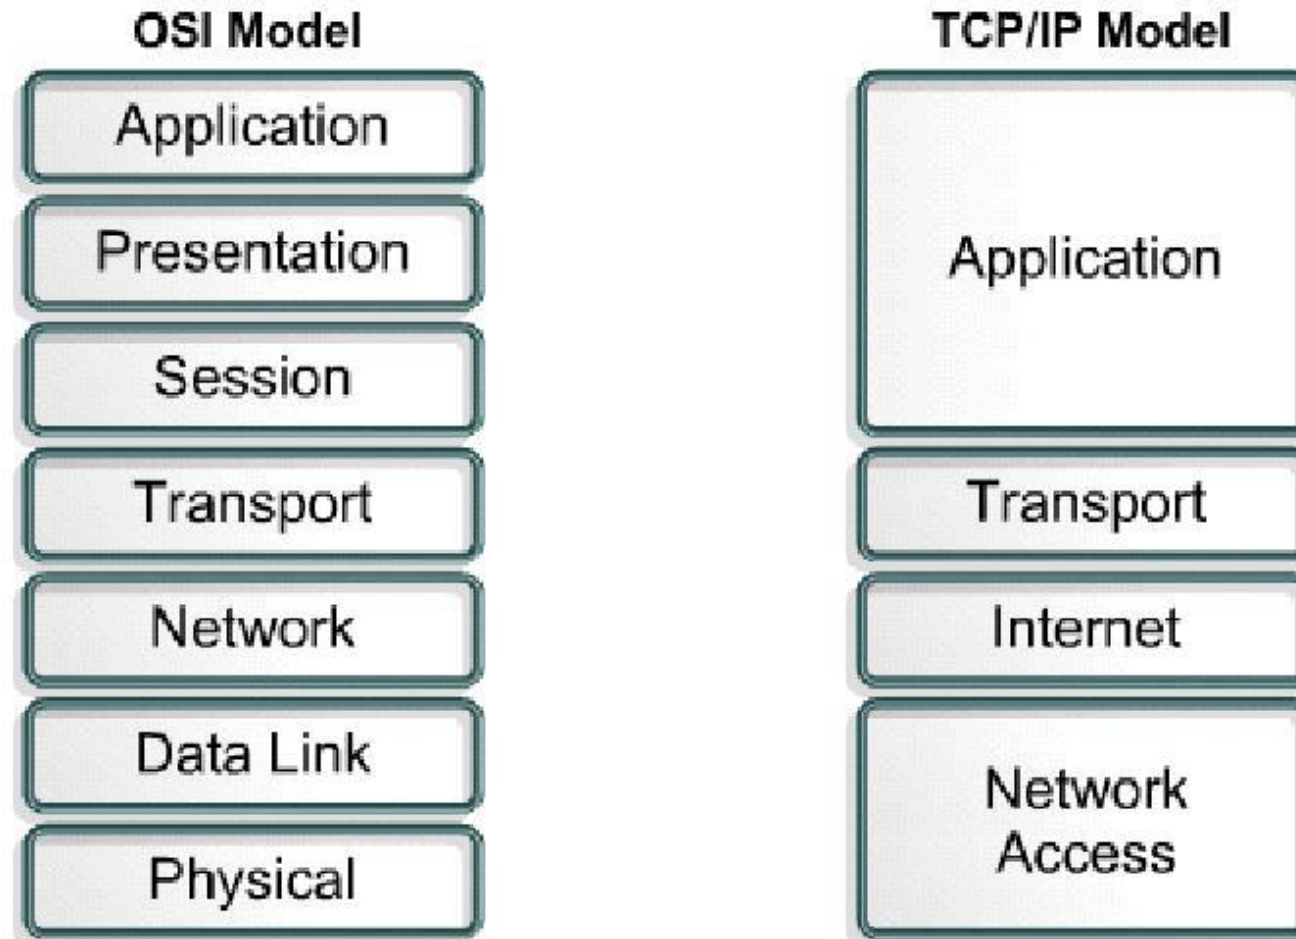 OSI Model
Application
Presentation
Session
Transport
Network
Data Link
Physical
TCP/IP Model
Application
Transport
Internet
Network
Access